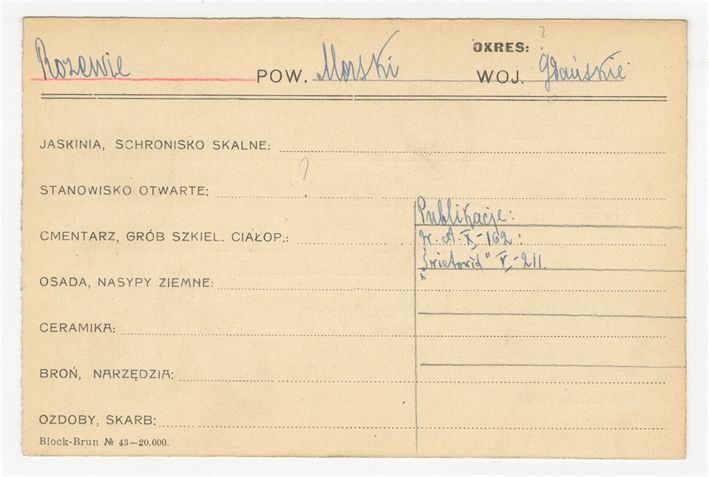 ?
OKRES:
Rozewie POW. Morski WOJ. Gdańskie
JASKINIA, SCHRONISKO SKALNE:
?
STANOWISKO OTWARTE:
Publikacje:
CMENTARZ, GRÓB SZKIEL. CIAŁOP.:
W. A. X,-162.:
"Światowid" V,-211.
OSADA, NASYPY ZIEMNE:
CERAMIKA:
BROŃ, NARZĘDZIA:
OZDOBY, SKARB:
Block-Brun № 43—20.000.